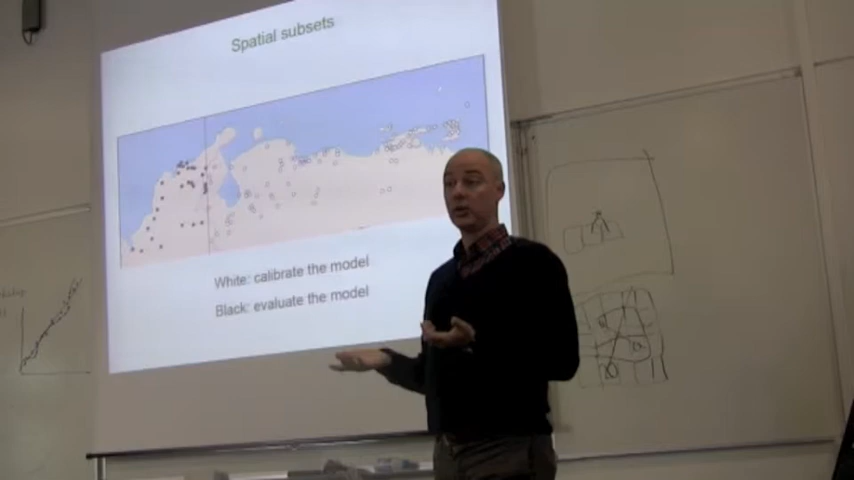 Spatial subsets
White: calibrate the model
Black: evaluate the model